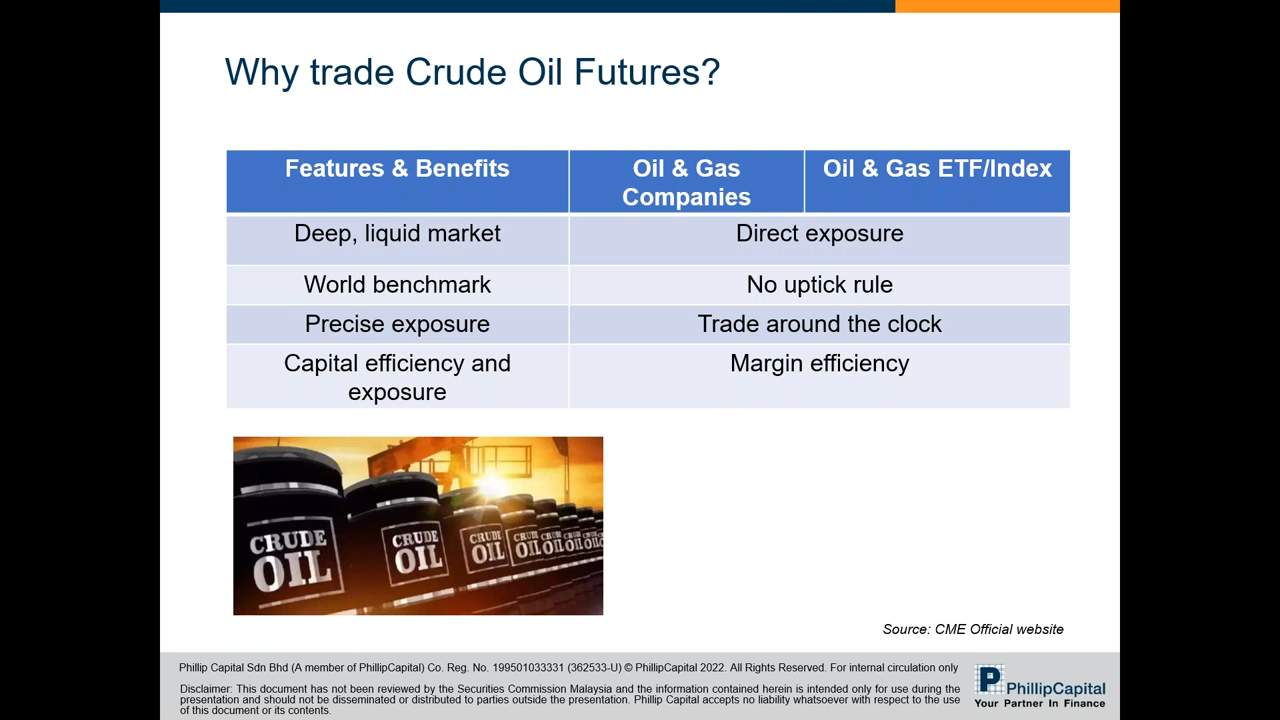 Why trade Crude Oil Futures?
Features & Benefits
Oil & Gas
Companies
Oil & Gas ETF/Index
Deep, liquid market
Direct exposure
World benchmark
No uptick rule
Precise exposure
Trade around the clock
Capital efficiency and
exposure
Margin efficiency
CRUDE
OIL
CRUDE
OIL
CRUDE
OIL
CRUDE
OIL
CRUDE
OIL
Source: CME Official website
Phillip Capital Sdn Bhd (A member of PhillipCapital) Co. Reg. No. 199501033331 (362533-U) © PhillipCapital 2022. All Rights Reserved. For internal circulation only
Disclaimer: This document has not been reviewed by the Securities Commission Malaysia and the information contained herein is intended only for use during the
presentation and should not be disseminated or distributed to parties outside the presentation. Phillip Capital accepts no liability whatsoever with respect to the use
of this document or its contents.
P
PhillipCapital
Your Partner In Finance